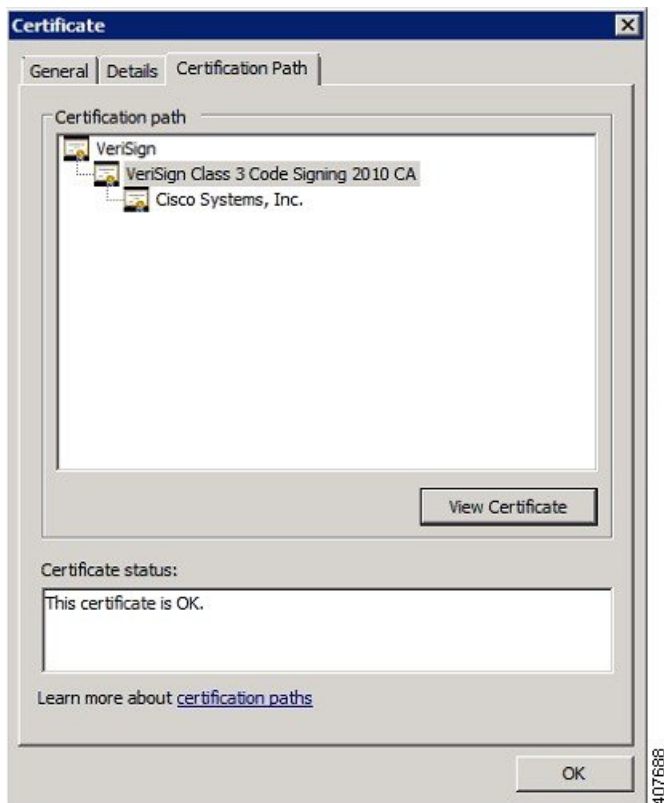 Certificate
General Details Certification Path
Certification path
VeriSign
VeriSign Class 3 Code Signing 2010 CA
Cisco Systems, Inc.
View Certificate
Certificate status:
This certificate is OK.
Learn more about certification paths
OK
407688